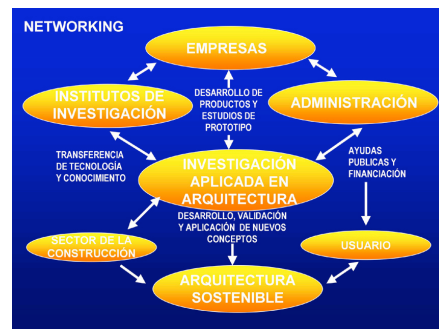 NETWORKING
EMPRESAS
INSTITUTOS DE
INVESTIGACIÓN
DESARROLLO DE
PRODUCTOS Y
ESTUDIOS DE
PROTOTIPO
ADMINISTRACIÓN
TRANSFERENCIA
DE TECNOLOGÍA
Y CONOCIMIENTO
INVESTIGACIÓN
APLICADA EN
ARQUITECTURA
AYUDAS
PUBLICAS Y
FINANCIACIÓN
DESARROLLO, VALIDACIÓN
Y APLICACIÓN DE NUEVOS
CONCEPTOS
SECTOR DE LA
CONSTRUCCIÓN
USUARIO
ARQUITECTURA
SOSTENIBLE